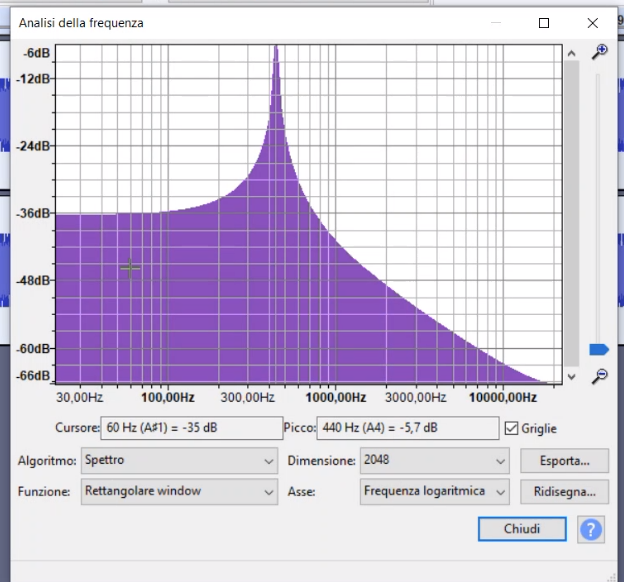 Analisi della frequenza
-6dB
-12dB
-24dB
-36dB
-48dB
-60dB
-66dB
30,00Hz 100,00Hz 300,00Hz 1000,00Hz 3000,00Hz 10000,00Hz
Cursore: 60 Hz (A♯1) = -35 dB Picco: 440 Hz (A4) = -5,7 dB Griglie
Algoritmo: Spettro Dimensione: 2048 Esporta...
Funzione: Rettangolare window Asse: Frequenza logaritmica Ridisegna...
Chiudi ?